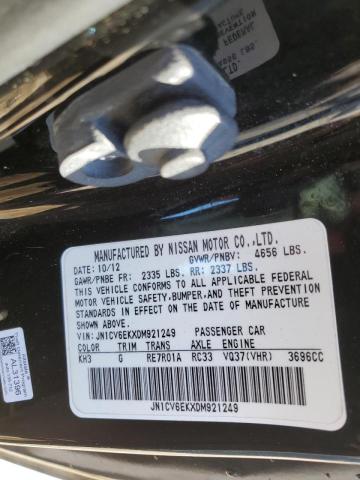 MANUFACTURED BY NISSAN MOTOR CO.,LTD.
DATE: 10/12 GVWR/PNBV: 4656 LBS.
GAWR/PNBE FR: 2335 LBS. RR: 2337 LBS.
THIS VEHICLE CONFORMS TO ALL APPLICABLE FEDERAL
MOTOR VEHICLE SAFETY,BUMPER,AND THEFT PREVENTION
STANDARDS IN EFFECT ON THE DATE OF MANUFACTURE
SHOWN ABOVE.
VIN:JN1CV6EKXDM921249 PASSENGER CAR
COLOR TRIM TRANS AXLE ENGINE
KH3 G RE7R01A RC33 VQ37(VHR) 3696CC
JN1CV6EKXDM921249
AL31396